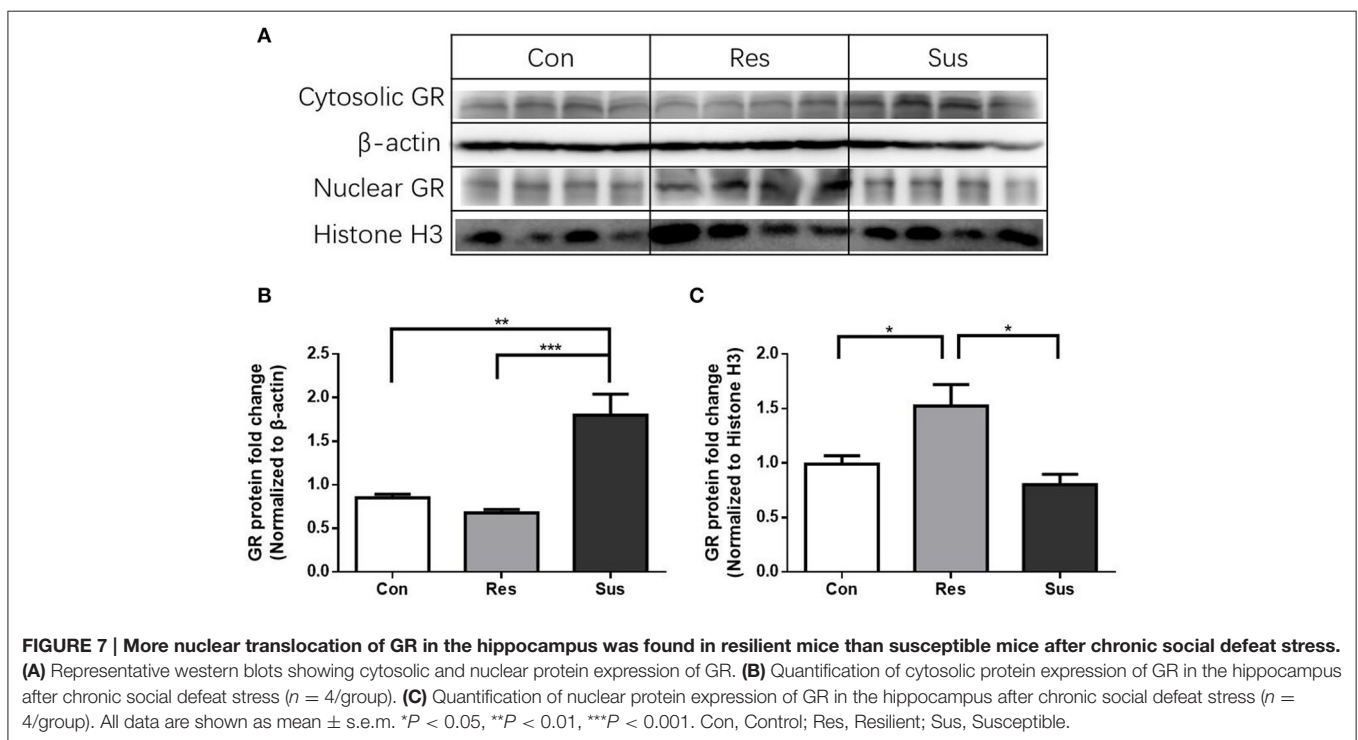 A
Con Res Sus
Cytosolic GR
β-actin
Nuclear GR
Histone H3
B
GR protein fold change
(Normalized to β-actin)
2.5
2.0
1.5
1.0
0.5
0.0
**
***
Con Res Sus
C
GR protein fold change
(Normalized to Histone H3)
2.0
1.5
1.0
0.5
0.0
*
*
Con Res Sus
FIGURE 7 | More nuclear translocation of GR in the hippocampus was found in resilient mice than susceptible mice after chronic social defeat stress.
(A) Representative western blots showing cytosolic and nuclear protein expression of GR. (B) Quantification of cytosolic protein expression of GR in the hippocampus
after chronic social defeat stress (n = 4/group). (C) Quantification of nuclear protein expression of GR in the hippocampus after chronic social defeat stress (n =
4/group). All data are shown as mean ± s.e.m. *P < 0.05, **P < 0.01, ***P < 0.001. Con, Control; Res, Resilient; Sus, Susceptible.